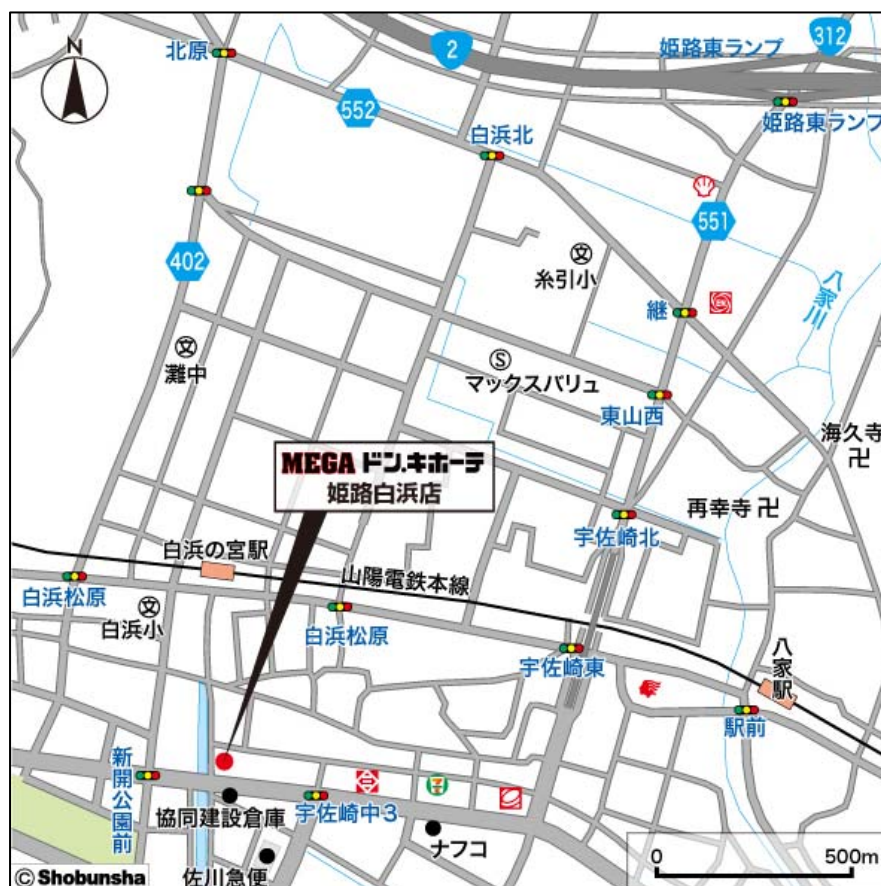 N
北原
2
312
姫路東ランプ
552
白浜北
姫路東ランプ
551
402
文
糸引小
八家川
継
文
灘中
S
マックスバリュ
東山西
海久寺
卍
MEGA ドン.キホーテ
姫路白浜店
再幸寺 卍
宇佐崎北
白浜の宮駅
山陽電鉄本線
白浜松原
文
白浜小
白浜松原
宇佐崎東
八家駅
駅前
新開公園前
協同建設倉庫
宇佐崎中3
7
ナフコ
佐川急便
0
500m
© Shobunsha